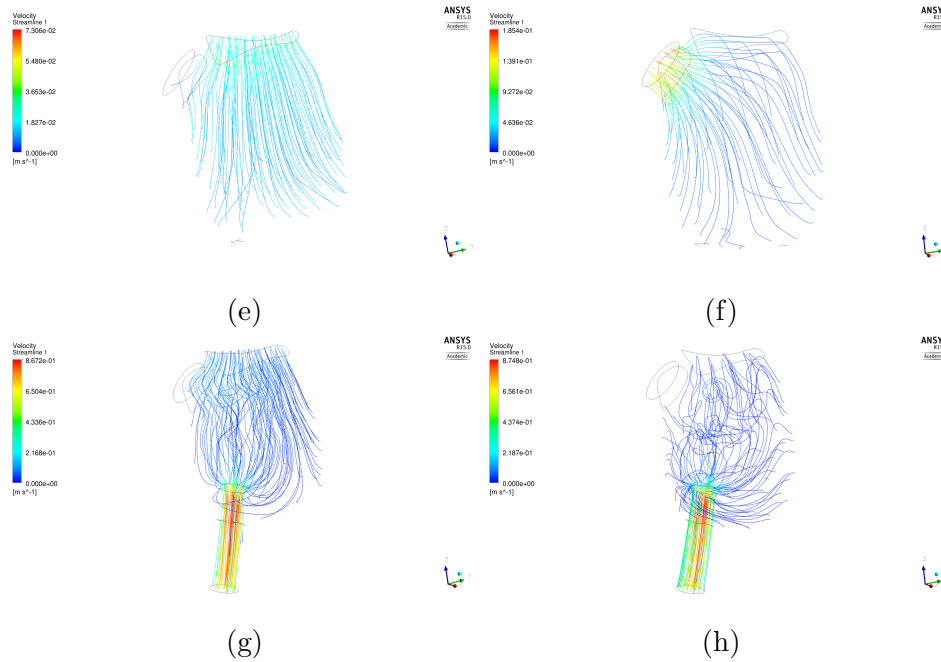 Velocity
Streamline 1
7.306e-02
5.480e-02
3.653e-02
1.827e-02
0.000e+00
[m s^-1]
ANSYS
R15.0
Academic
Z
Y
(e)
Velocity
Streamline 1
1.854e-01
1.391e-01
9.272e-02
4.636e-02
0.000e+00
[m s^-1]
ANSYS
R15.
Academic
Z
(f)
Velocity
Streamline 1
8.672e-01
6.504e-01
4.336e-01
2.168e-01
0.000e+00
[m s^-1]
ANSYS
R15.0
Academic
Z
Y
(g)
Velocity
Streamline 1
8.748e-01
6.561e-01
4.374e-01
2.187e-01
0.000e+00
[m s^-1]
ANSYS
R15.
Academic
Z
(h)